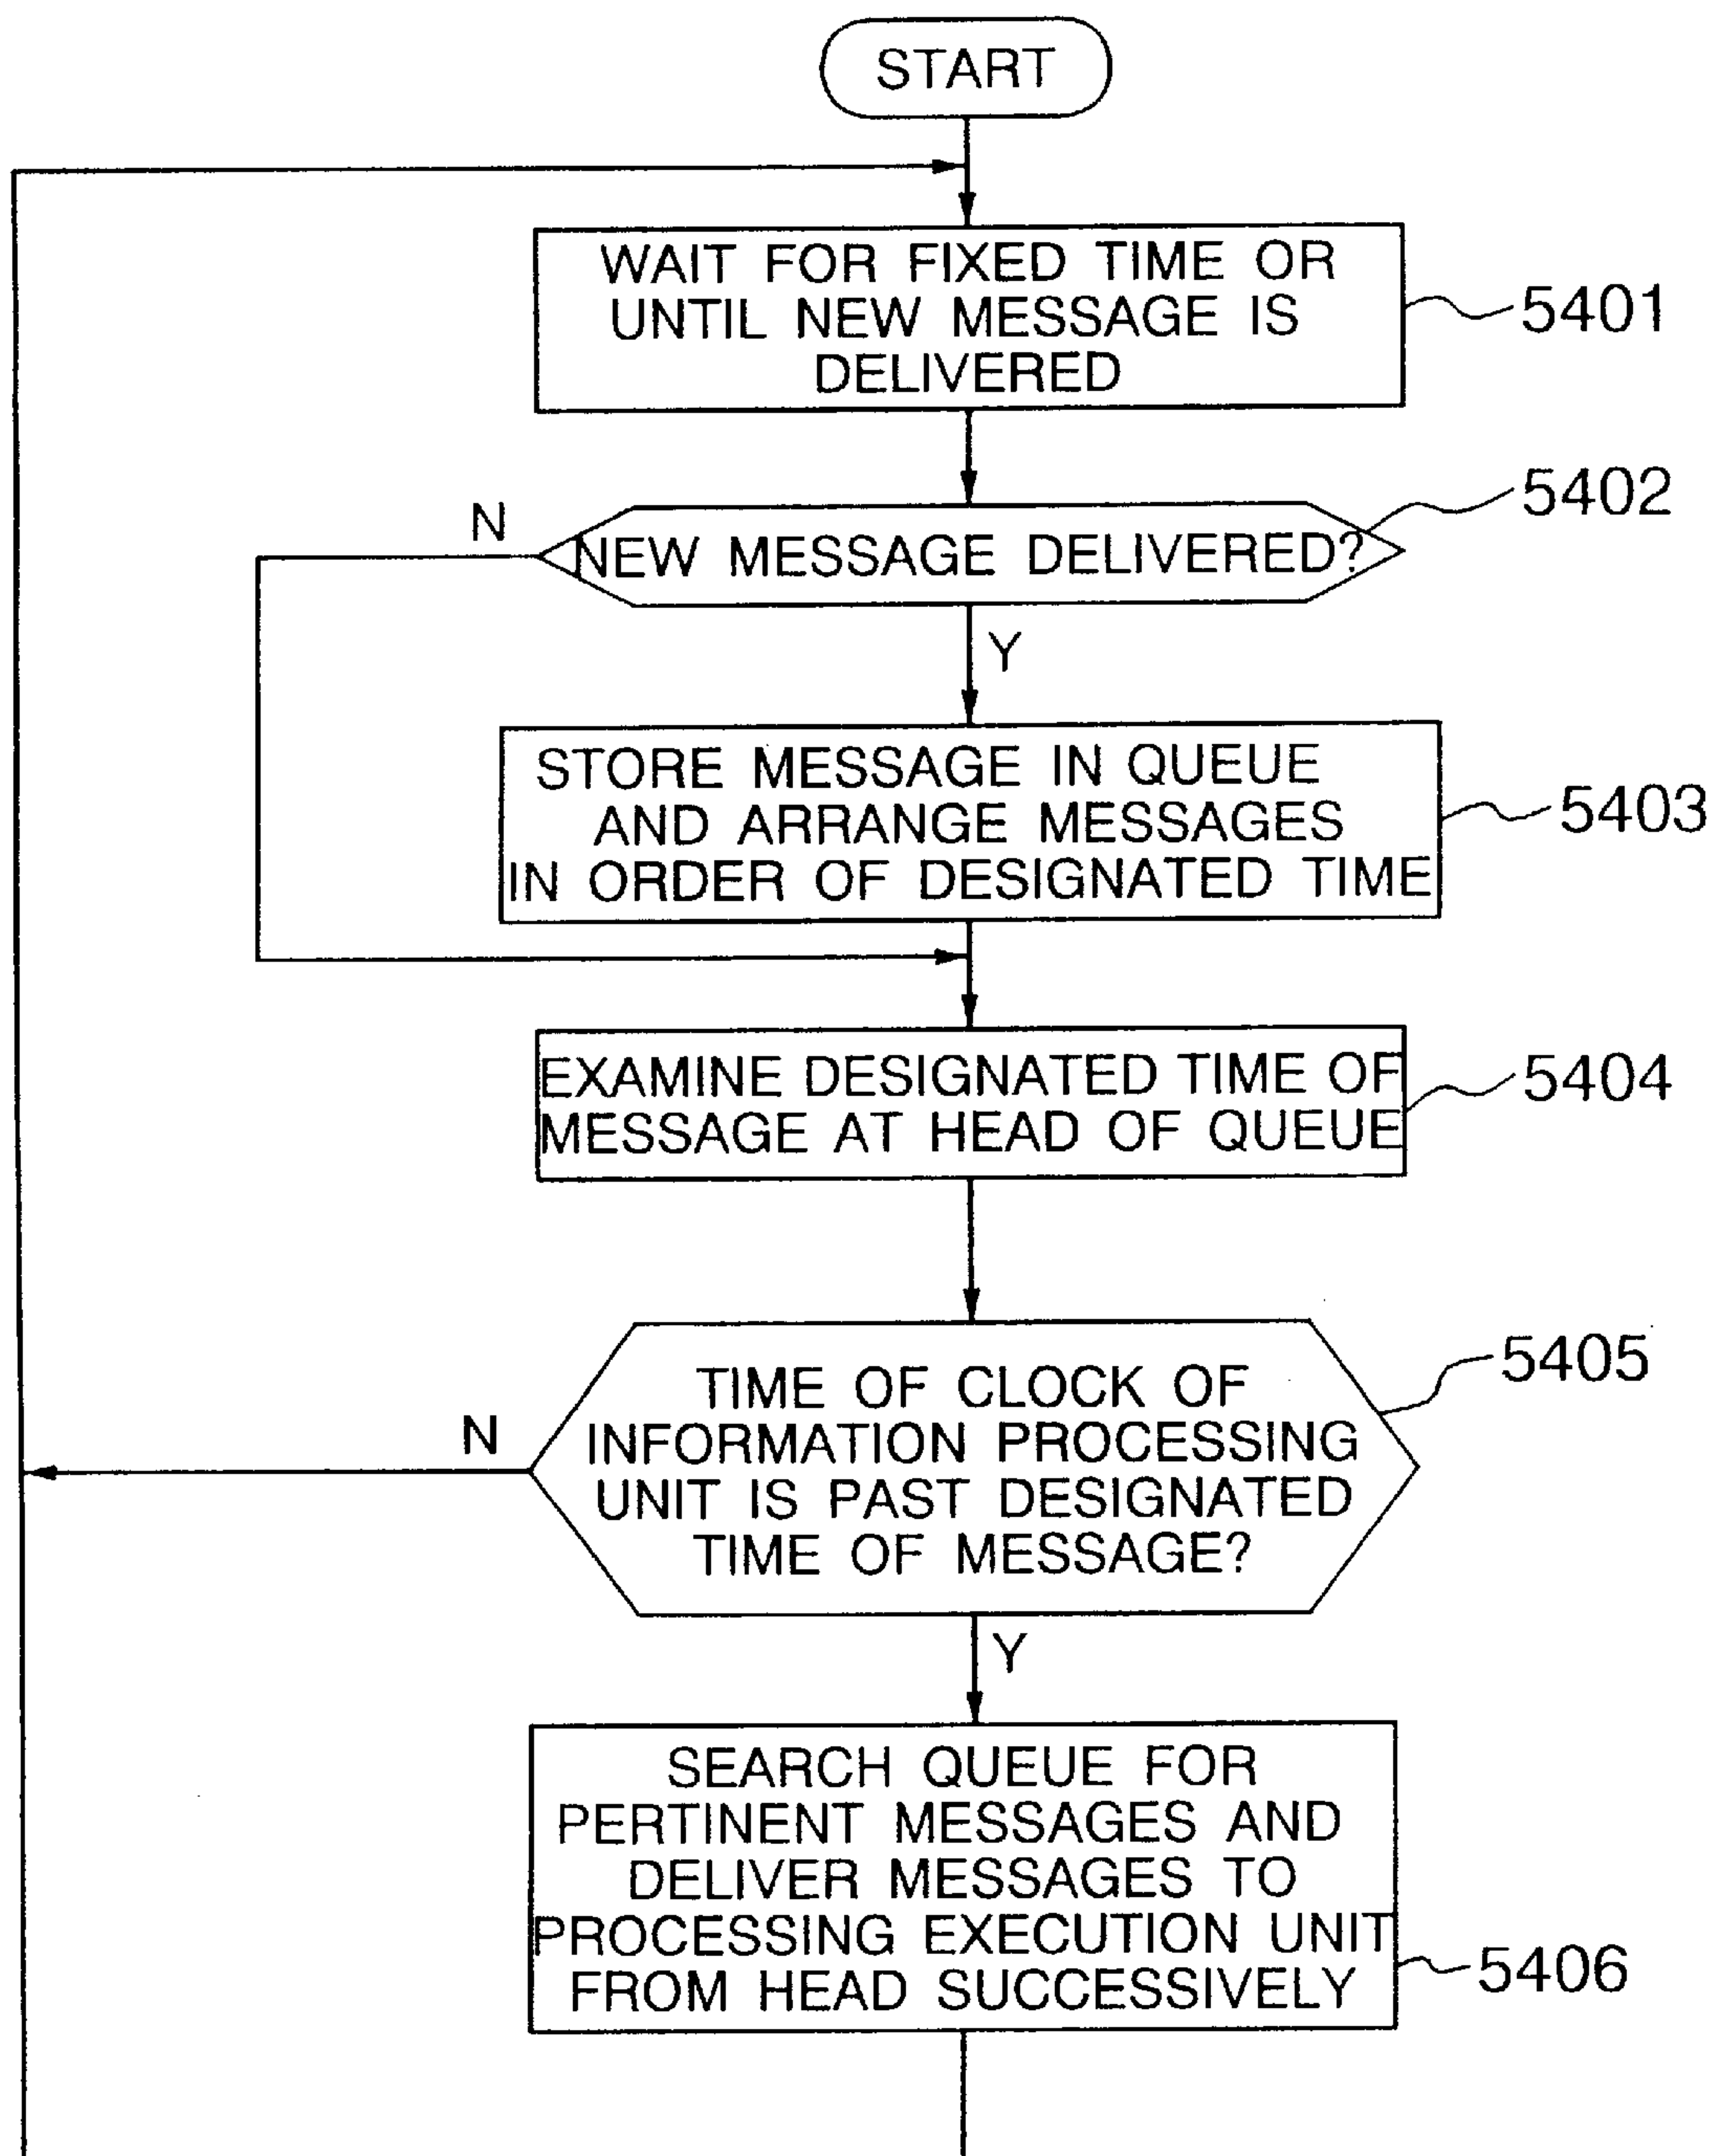 START
WAIT FOR FIXED TIME OR
UNTIL NEW MESSAGE IS
DELIVERED
5401
N
NEW MESSAGE DELIVERED?
5402
Y
STORE MESSAGE IN QUEUE
AND ARRANGE MESSAGES
IN ORDER OF DESIGNATED TIME
5403
EXAMINE DESIGNATED TIME OF
MESSAGE AT HEAD OF QUEUE
5404
N
TIME OF CLOCK OF
INFORMATION PROCESSING
UNIT IS PAST DESIGNATED
TIME OF MESSAGE?
5405
Y
SEARCH QUEUE FOR
PERTINENT MESSAGES AND
DELIVER MESSAGES TO
PROCESSING EXECUTION UNIT
FROM HEAD SUCCESSIVELY
5406